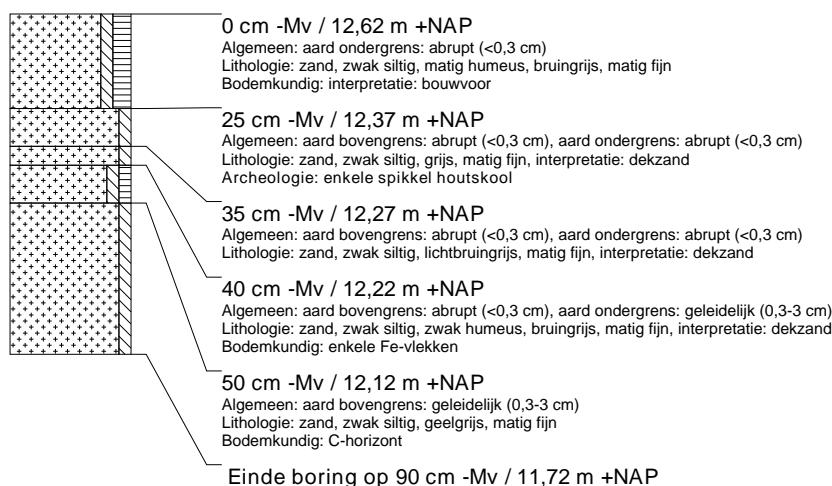 0 cm -Mv / 12,62 m +NAP
Algemeen: aard ondergrens: abrupt (<0,3 cm)
Lithologie: zand, zwak siltig, matig humeus, bruingrijs, matig fijn
Bodemkundig: interpretatie: bouwvoor
25 cm -Mv / 12,37 m +NAP
Algemeen: aard bovengrens: abrupt (<0,3 cm), aard ondergrens: abrupt (<0,3 cm)
Lithologie: zand, zwak siltig, grijs, matig fijn, interpretatie: dekzand
Archeologie: enkele spikkel houtskool
35 cm -Mv / 12,27 m +NAP
Algemeen: aard bovengrens: abrupt (<0,3 cm), aard ondergrens: abrupt (<0,3 cm)
Lithologie: zand, zwak siltig, lichtbruingrijs, matig fijn, interpretatie: dekzand
40 cm -Mv / 12,22 m +NAP
Algemeen: aard bovengrens: abrupt (<0,3 cm), aard ondergrens: geleidelijk (0,3-3 cm)
Lithologie: zand, zwak siltig, zwak humeus, bruingrijs, matig fijn, interpretatie: dekzand
Bodemkundig: enkele Fe-vlekken
50 cm -Mv / 12,12 m +NAP
Algemeen: aard bovengrens: geleidelijk (0,3-3 cm)
Lithologie: zand, zwak siltig, geelgrijs, matig fijn
Bodemkundig: C-horizont
Einde boring op 90 cm -Mv / 11,72 m +NAP